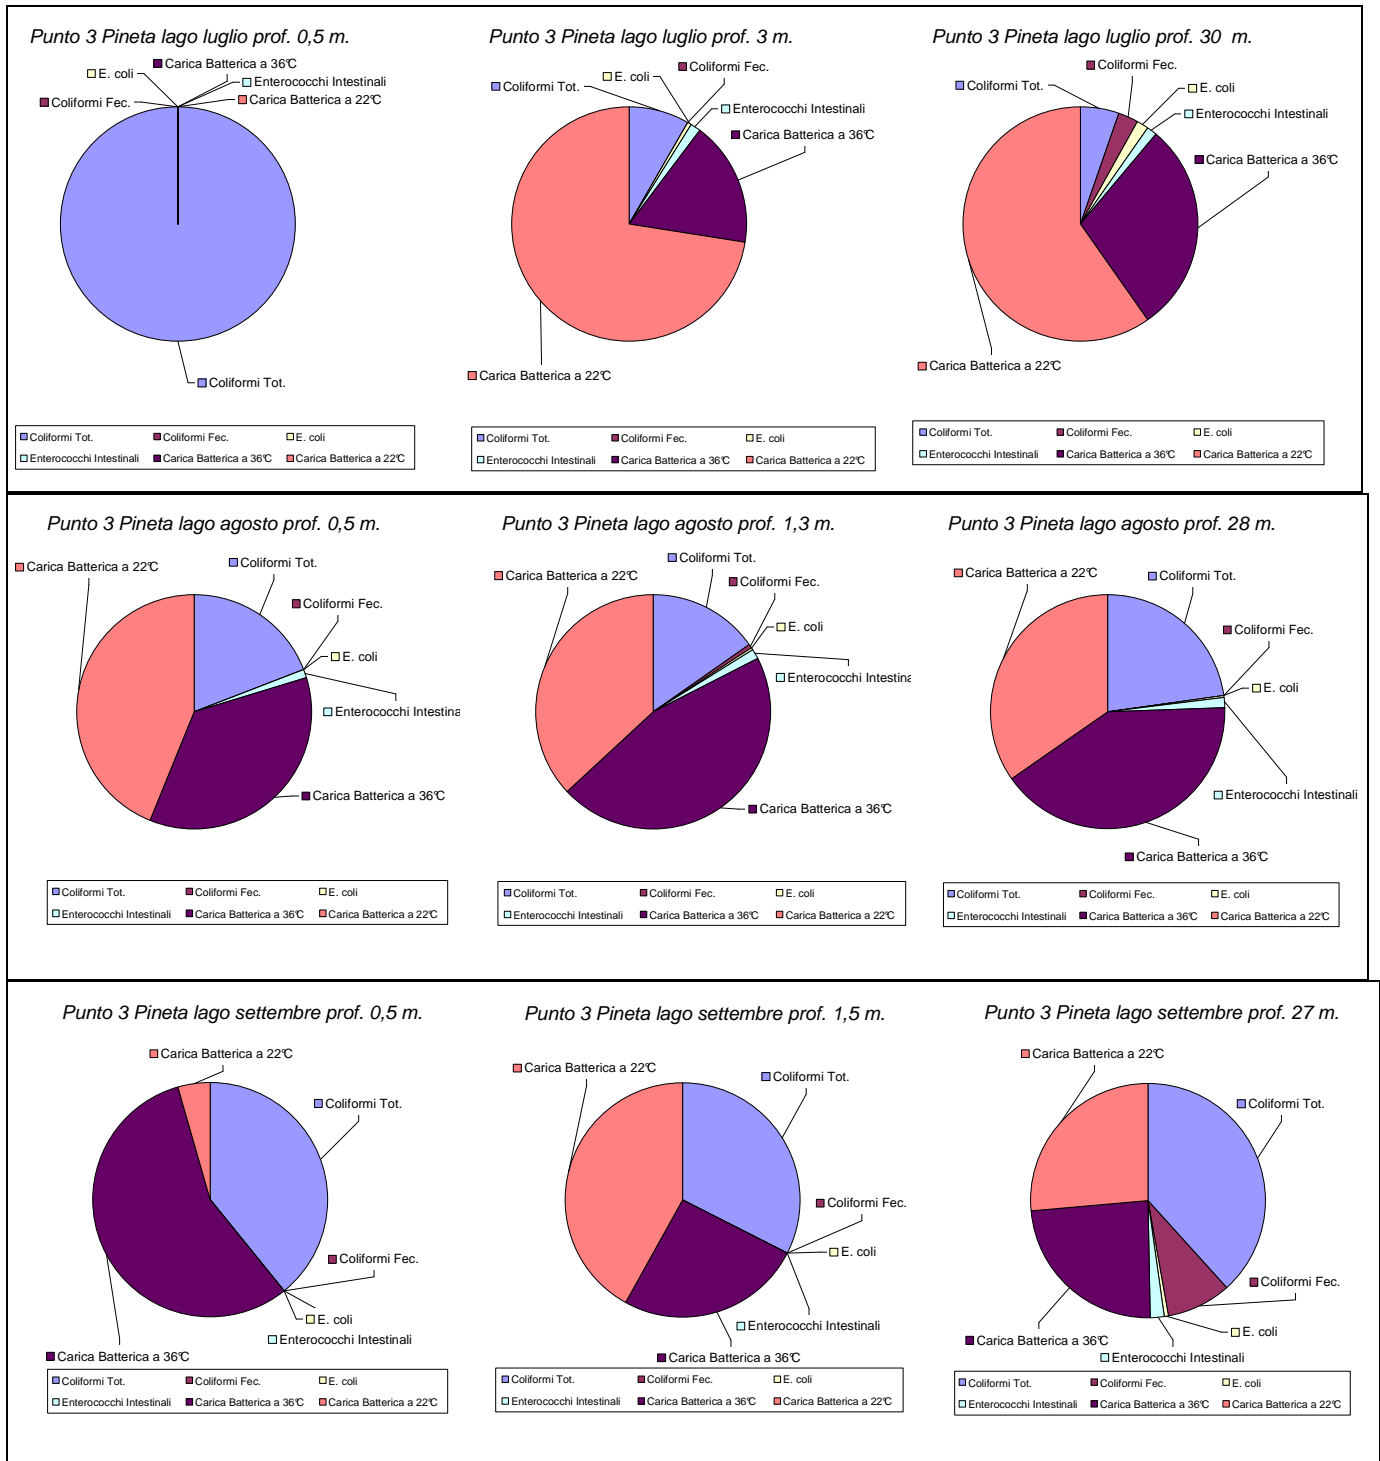 Punto 3 Pineta lago luglio prof. 0,5 m.
Carica Batterica a 36°C
E. coli
Enterococchi Intestinali
Coliformi Fec.
Carica Batterica a 22°C
Coliformi Tot.
Coliformi Tot. Coliformi Fec. E. coli
Enterococchi Intestinali Carica Batterica a 36°C Carica Batterica a 22°C
Punto 3 Pineta lago luglio prof. 3 m.
Coliformi Fec.
E. coli
Coliformi Tot.
Enterococchi Intestinali
Carica Batterica a 36°C
Carica Batterica a 22°C
Coliformi Tot. Coliformi Fec. E. coli
Enterococchi Intestinali Carica Batterica a 36°C Carica Batterica a 22°C
Punto 3 Pineta lago luglio prof. 30 m.
Coliformi Fec.
Coliformi Tot.
E. coli
Enterococchi Intestinali
Carica Batterica a 36°C
Carica Batterica a 22°C
Coliformi Tot. Coliformi Fec. E. coli
Enterococchi Intestinali Carica Batterica a 36°C Carica Batterica a 22°C
Punto 3 Pineta lago agosto prof. 0,5 m.
Coliformi Tot.
Carica Batterica a 22°C
Coliformi Fec.
E. coli
Enterococchi Intestina
Carica Batterica a 36°C
Coliformi Tot. Coliformi Fec. E. coli
Enterococchi Intestinali Carica Batterica a 36°C Carica Batterica a 22°C
Punto 3 Pineta lago agosto prof. 1,3 m.
Coliformi Tot.
Carica Batterica a 22°C
Coliformi Fec.
E. coli
Enterococchi Intestina
Carica Batterica a 36°C
Coliformi Tot. Coliformi Fec. E. coli
Enterococchi Intestinali Carica Batterica a 36°C Carica Batterica a 22°C
Punto 3 Pineta lago agosto prof. 28 m.
Carica Batterica a 22°C
Coliformi Tot.
Coliformi Fec.
E. coli
Enterococchi Intestinali
Carica Batterica a 36°C
Coliformi Tot. Coliformi Fec. E. coli
Enterococchi Intestinali Carica Batterica a 36°C Carica Batterica a 22°C
Punto 3 Pineta lago settembre prof. 0,5 m.
Carica Batterica a 22°C
Coliformi Tot.
Coliformi Fec.
E. coli
Enterococchi Intestinali
Carica Batterica a 36°C
Coliformi Tot. Coliformi Fec. E. coli
Enterococchi Intestinali Carica Batterica a 36°C Carica Batterica a 22°C
Punto 3 Pineta lago settembre prof. 1,5 m.
Carica Batterica a 22°C
Coliformi Tot.
Coliformi Fec.
E. coli
Enterococchi Intestinali
Carica Batterica a 36°C
Coliformi Tot. Coliformi Fec. E. coli
Enterococchi Intestinali Carica Batterica a 36°C Carica Batterica a 22°C
Punto 3 Pineta lago settembre prof. 27 m.
Carica Batterica a 22°C
Coliformi Tot.
Coliformi Fec.
E. coli
Carica Batterica a 36°C
Enterococchi Intestinali
Coliformi Tot. Coliformi Fec. E. coli
Enterococchi Intestinali Carica Batterica a 36°C Carica Batterica a 22°C